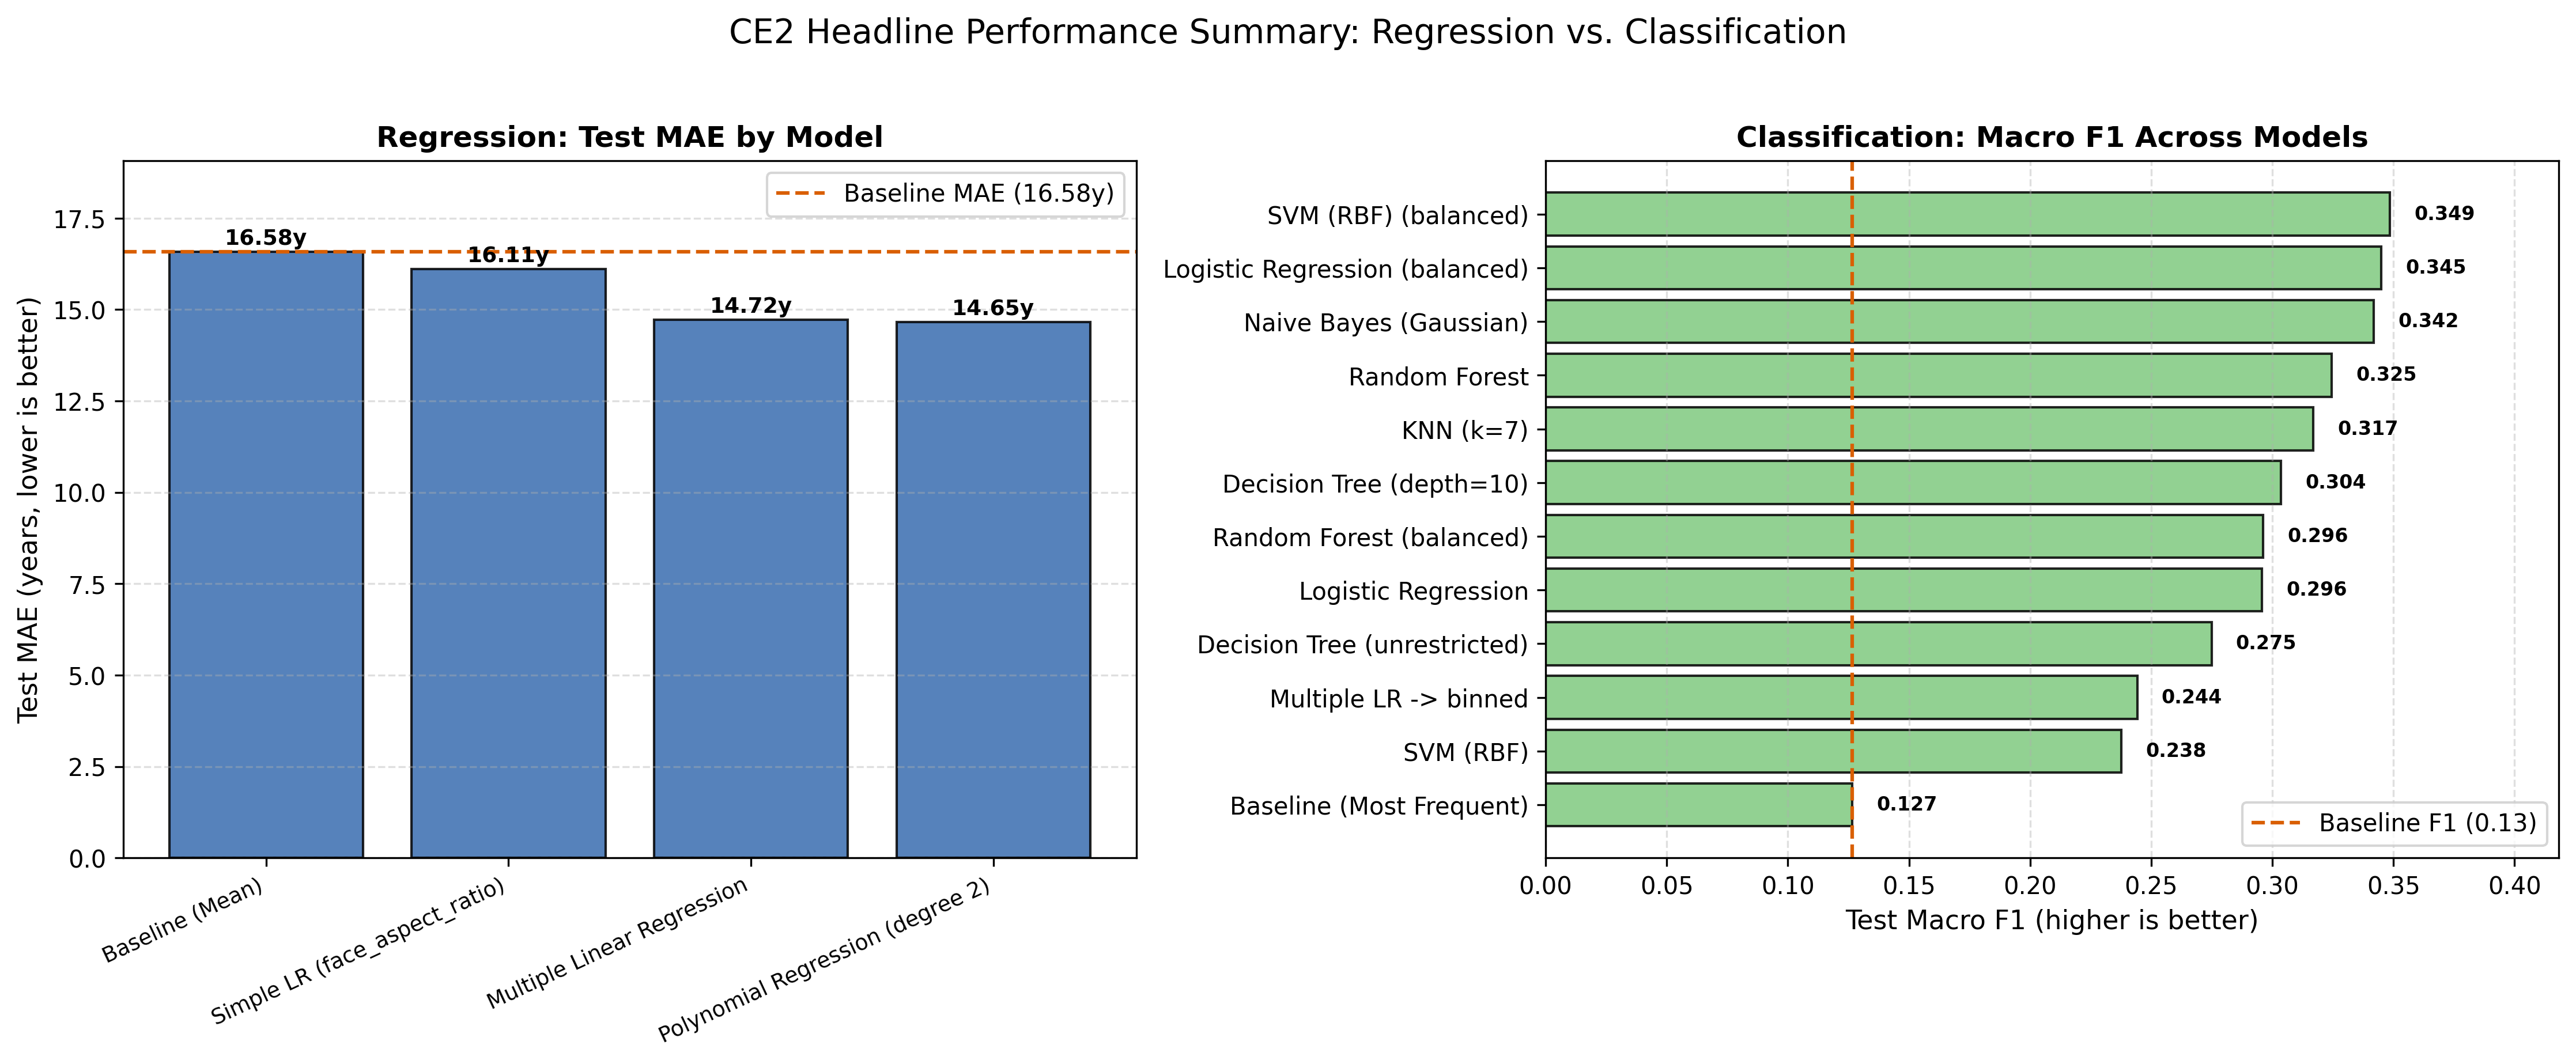 CE2 Headline Performance Summary: Regression vs. Classification
Regression: Test MAE by Model
Baseline MAE (16.58y)
Test MAE (years, lower is better)
17.5
15.0
12.5
10.0
7.5
5.0
2.5
0.0
16.58y
16.11y
14.72y
14.65y
Baseline (Mean)
Simple LR (face_aspect_ratio)
Multiple Linear Regression
Polynomial Regression (degree 2)
Classification: Macro F1 Across Models
SVM (RBF) (balanced) 0.349
Logistic Regression (balanced) 0.345
Naive Bayes (Gaussian) 0.342
Random Forest 0.325
KNN (k=7) 0.317
Decision Tree (depth=10) 0.304
Random Forest (balanced) 0.296
Logistic Regression 0.296
Decision Tree (unrestricted) 0.275
Multiple LR -> binned 0.244
SVM (RBF) 0.238
Baseline (Most Frequent) 0.127
Baseline F1 (0.13)
0.00 0.05 0.10 0.15 0.20 0.25 0.30 0.35 0.40
Test Macro F1 (higher is better)